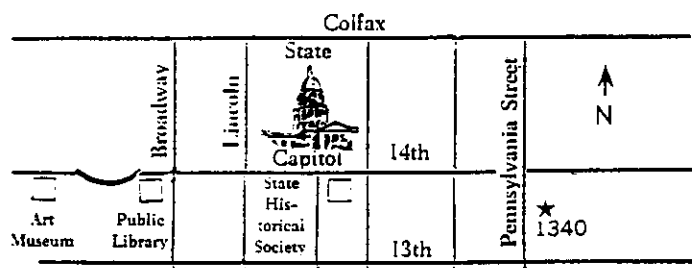 Colfax
State
Capitol
Broadway
Lincoln
Pennsylvania Street
N
14th
Art
Museum
Public
Library
State
His-
torical
Society
13th
1340